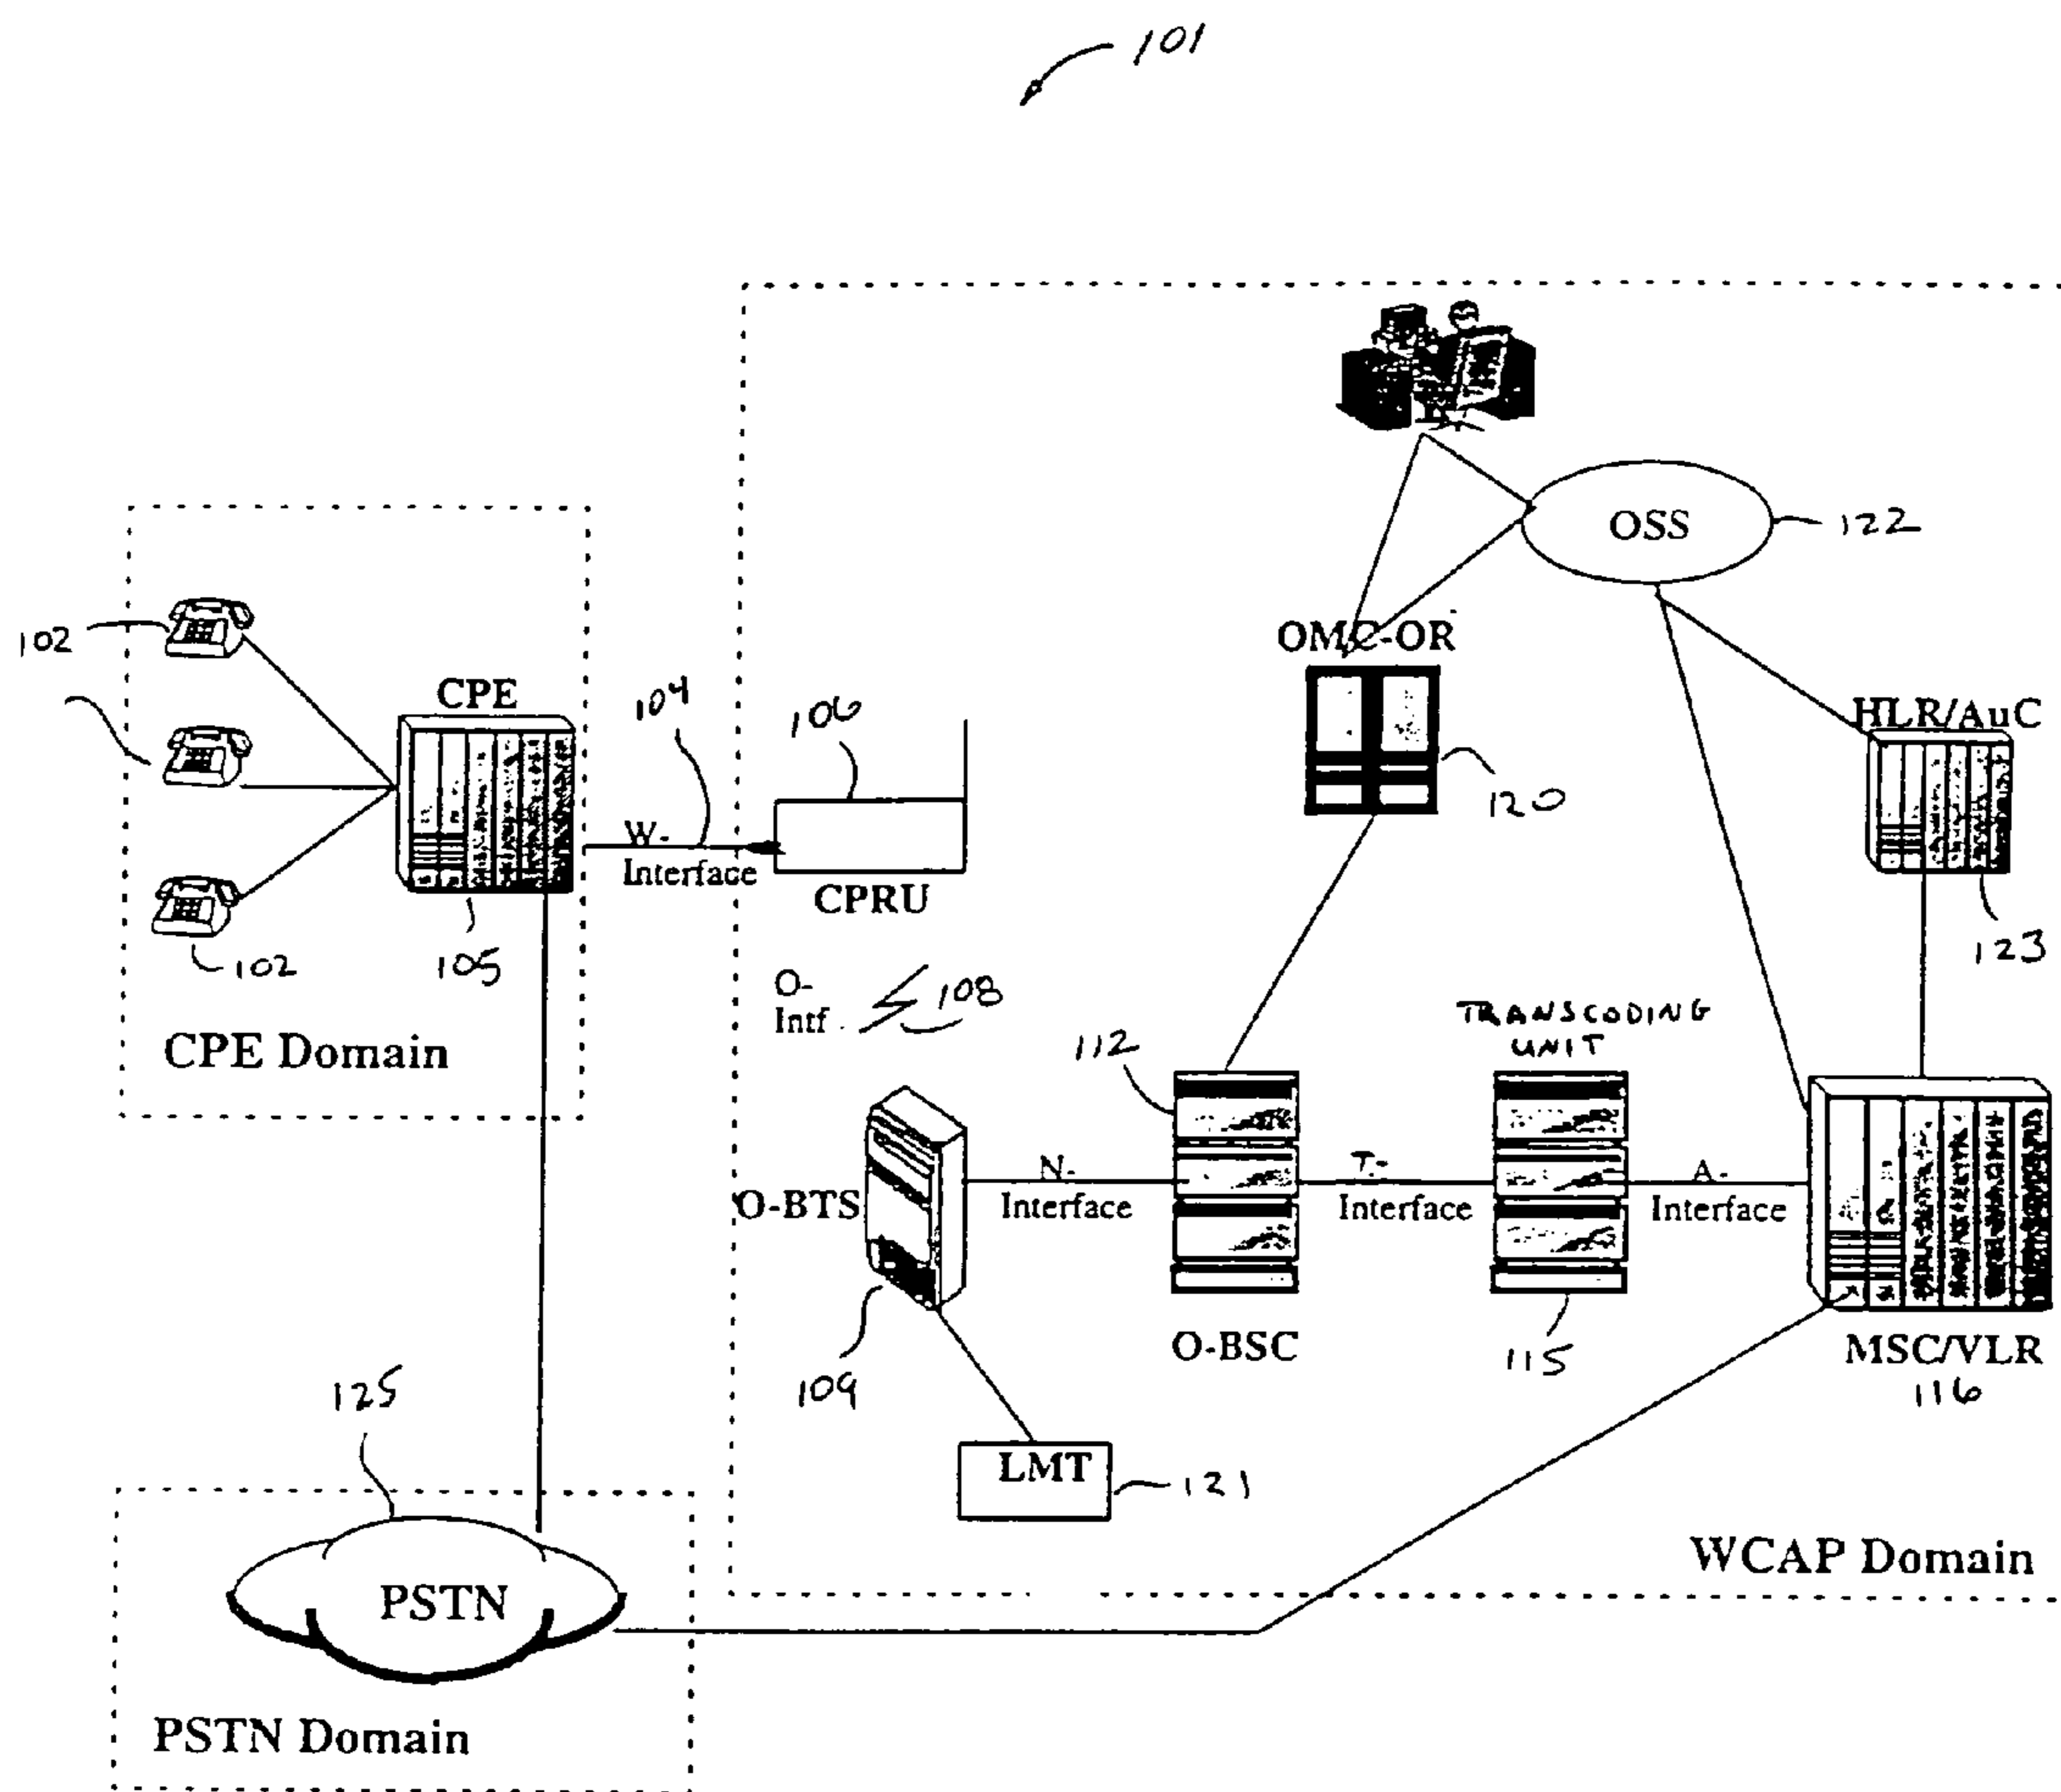 101
OSS
122
OMC-OR
102
CPE
104
106
120
HLR/AuC
W-
Interface
CPRU
102
105
123
O-
Intf
108
CPE Domain
112
TRANSCODING
UNIT
O-BTS
N-
Interface
T-
Interface
A-
Interface
109
O-BSC
115
MSC/VLR
116
125
LMT
121
WCAP Domain
PSTN
PSTN Domain